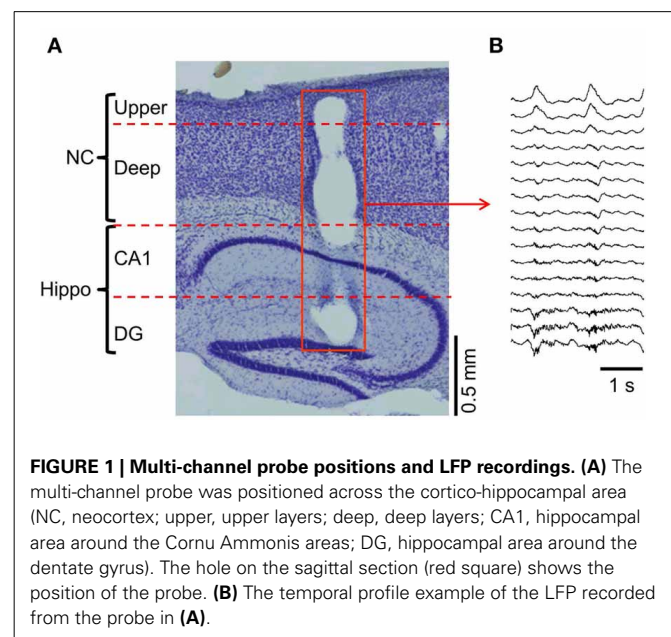 A
B
Upper
NC
Deep
CA1
Hippo
DG
0.5 mm
1 s
FIGURE 1 | Multi-channel probe positions and LFP recordings. (A) The
multi-channel probe was positioned across the cortico-hippocampal area
(NC, neocortex; upper, upper layers; deep, deep layers; CA1, hippocampal
area around the Cornu Ammonis areas; DG, hippocampal area around the
dentate gyrus). The hole on the sagittal section (red square) shows the
position of the probe. (B) The temporal profile example of the LFP recorded
from the probe in (A).